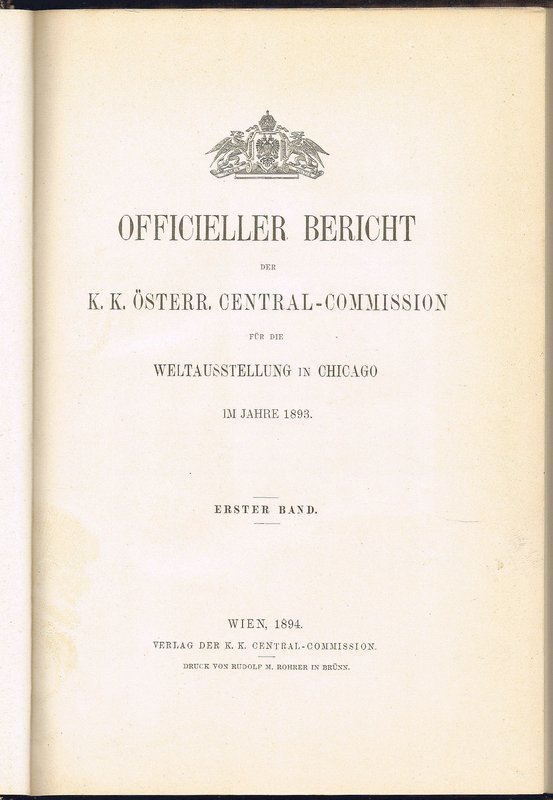 OFFICIELLER BERICHT
DER
K. K. ÖSTERR. CENTRAL-COMMISSION
FÜR DIE
WELTAUSSTELLUNG IN CHICAGO
IM JAHRE 1893.
ERSTER BAND.
WIEN, 1894.
VERLAG DER K. K. CENTRAL-COMMISSION.
DRUCK VON RUDOLF M. ROHRER IN BRÜNN.